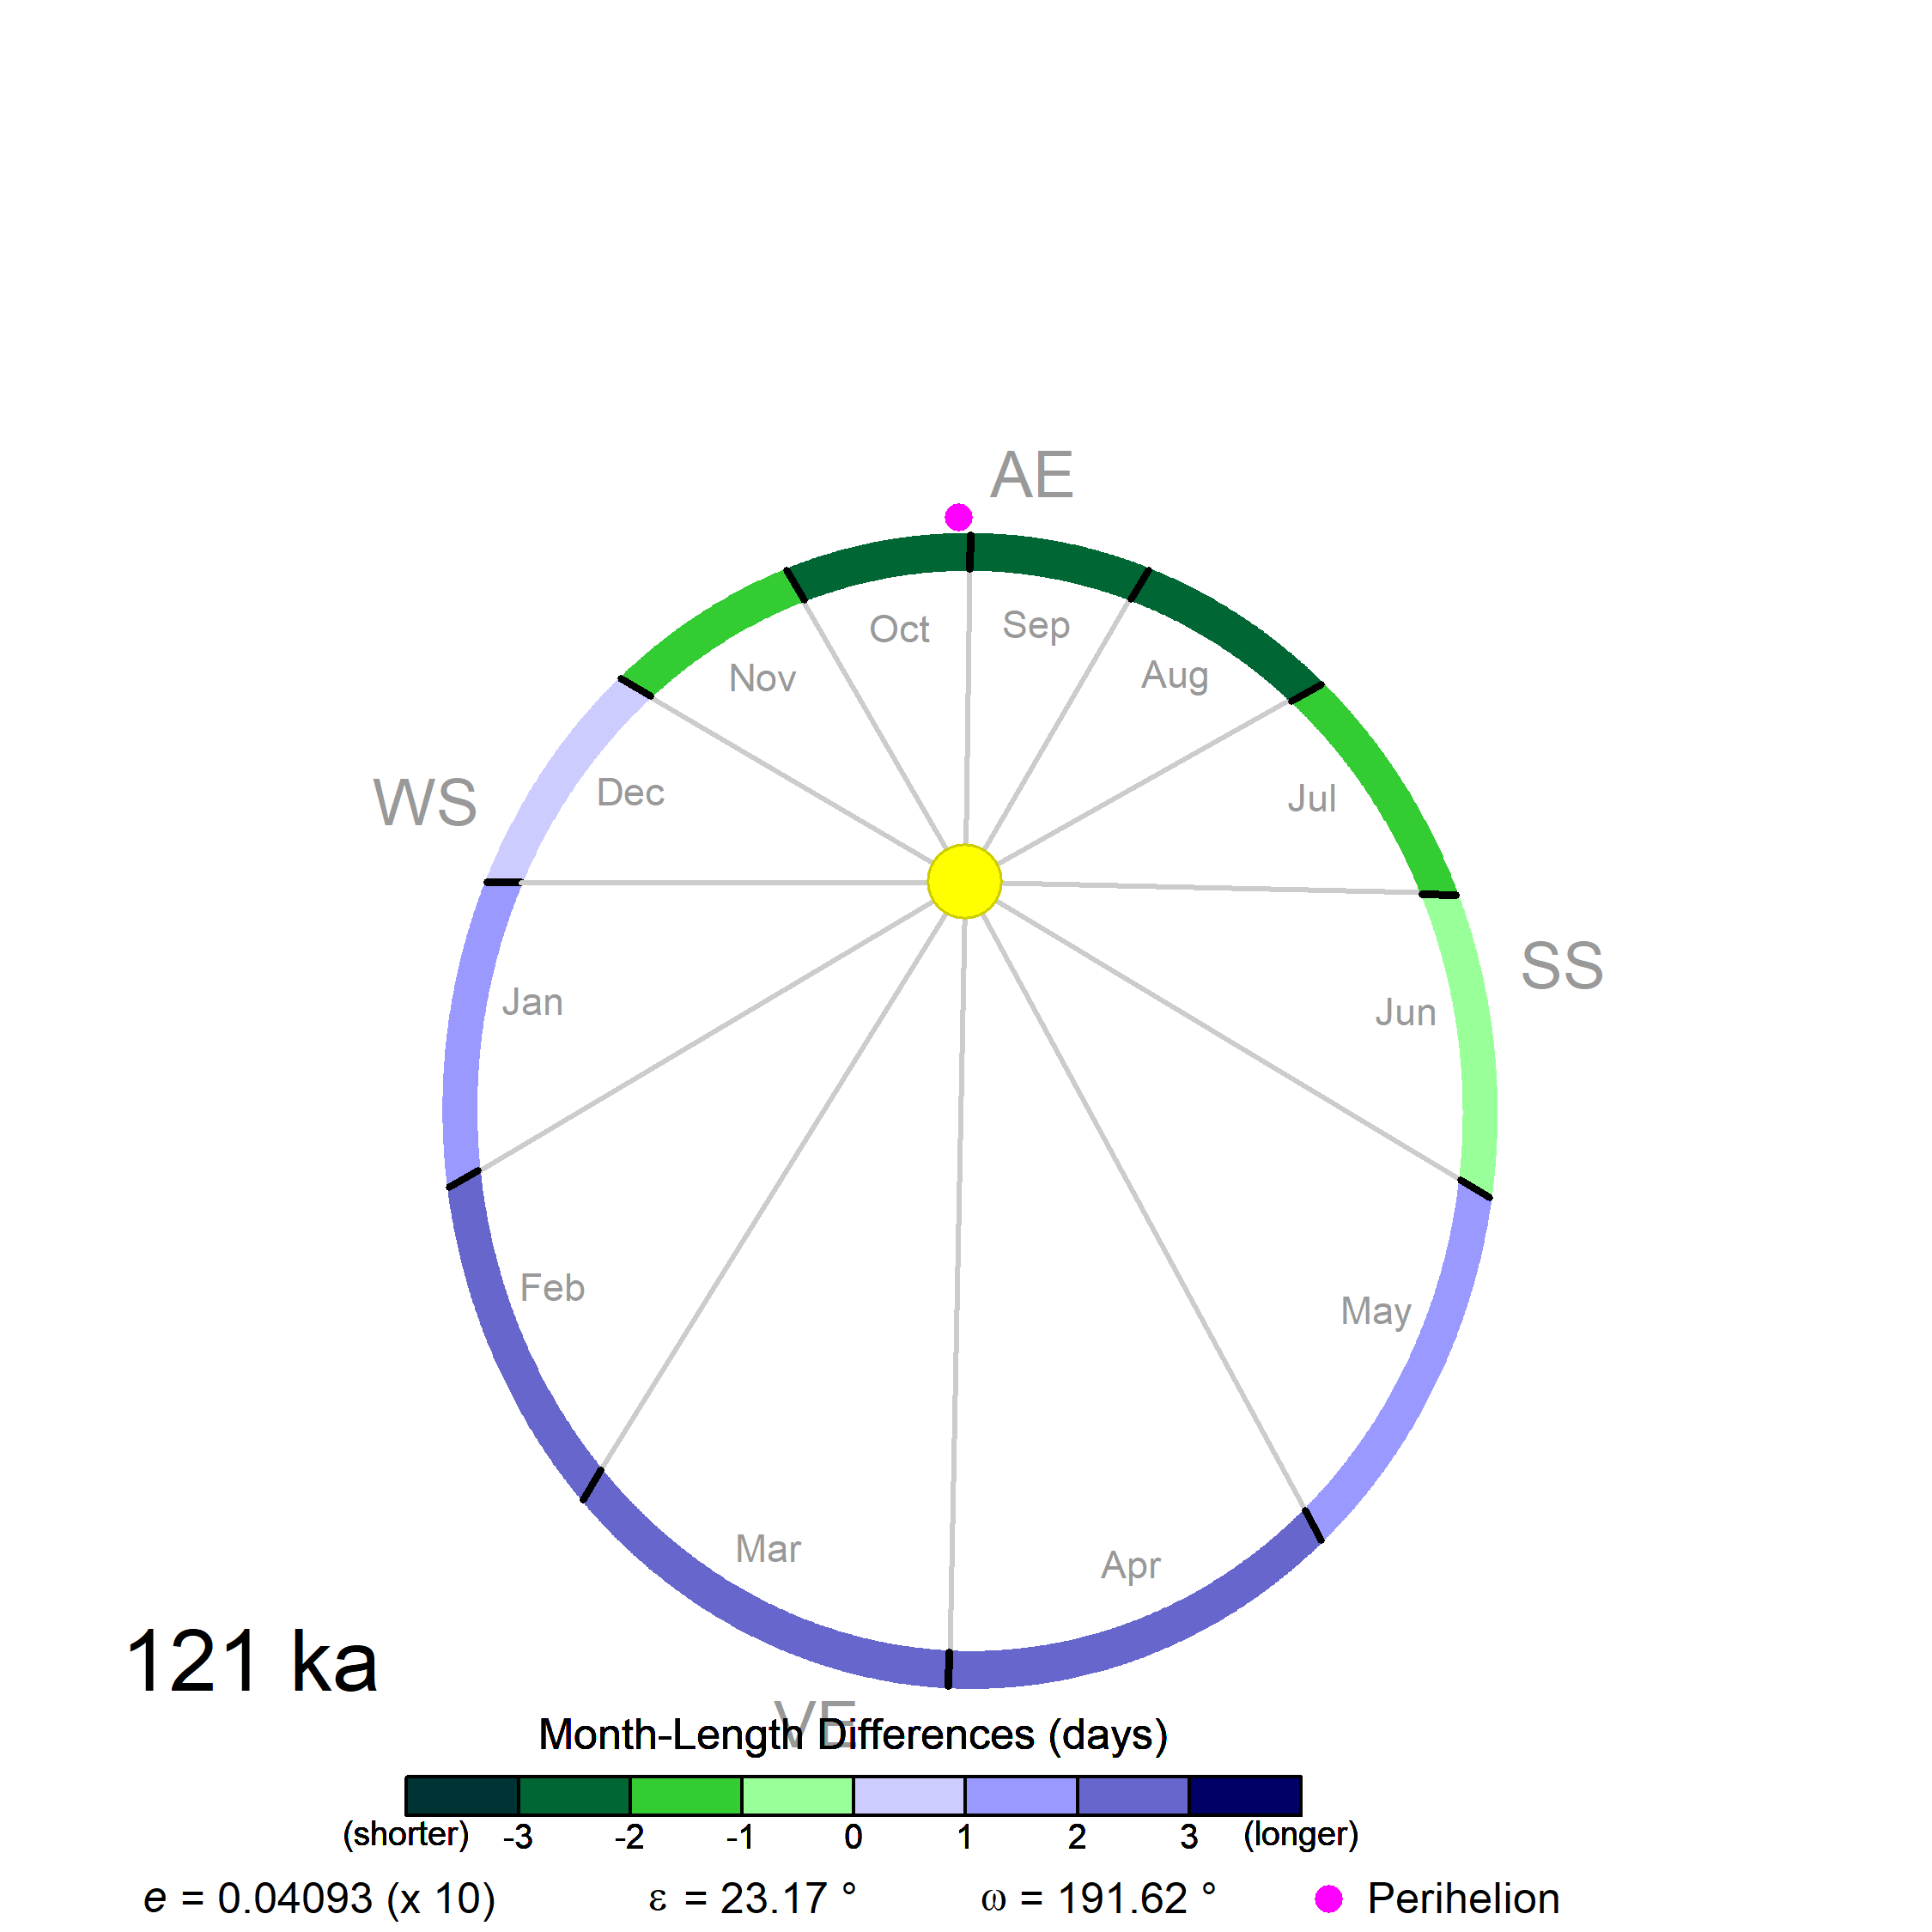 AE
Oct
Sep
Nov
Aug
WS
Dec
Jul
SS
Jan
Jun
Feb
May
Mar
Apr
121 ka
VE
Month-Length Differences (days)
(shorter) -3 -2 -1 0 1 2 3 (longer)
e = 0.04093 (x 10) ε = 23.17 ° ω = 191.62 ° Perihelion